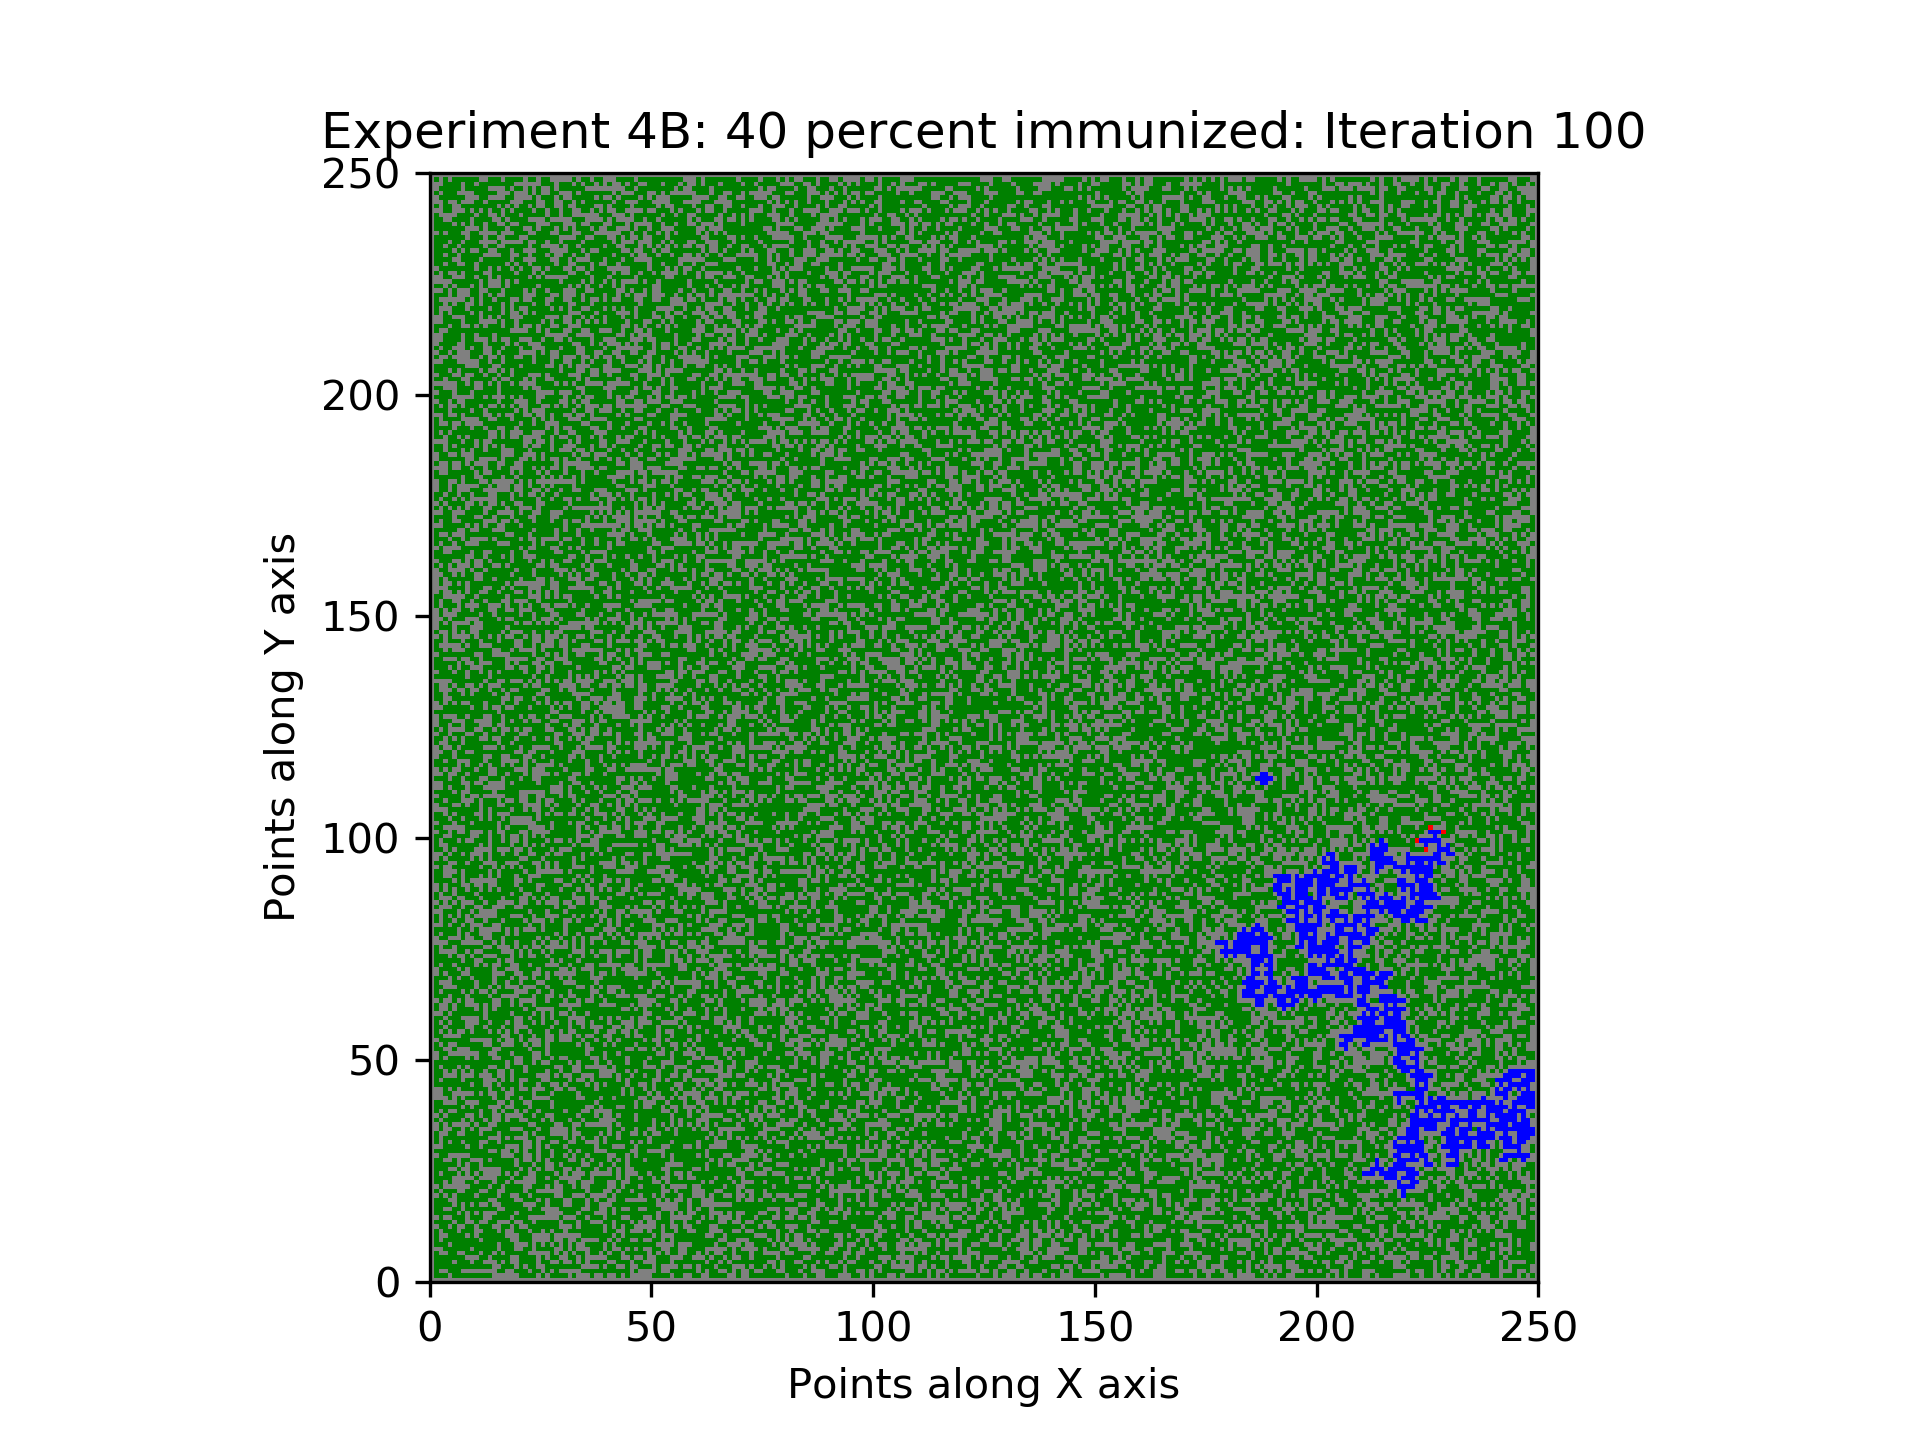 Experiment 4B: 40 percent immunized: Iteration 100
250
200
150
100
50
0
Points along Y axis
0 50 100 150 200 250
Points along X axis